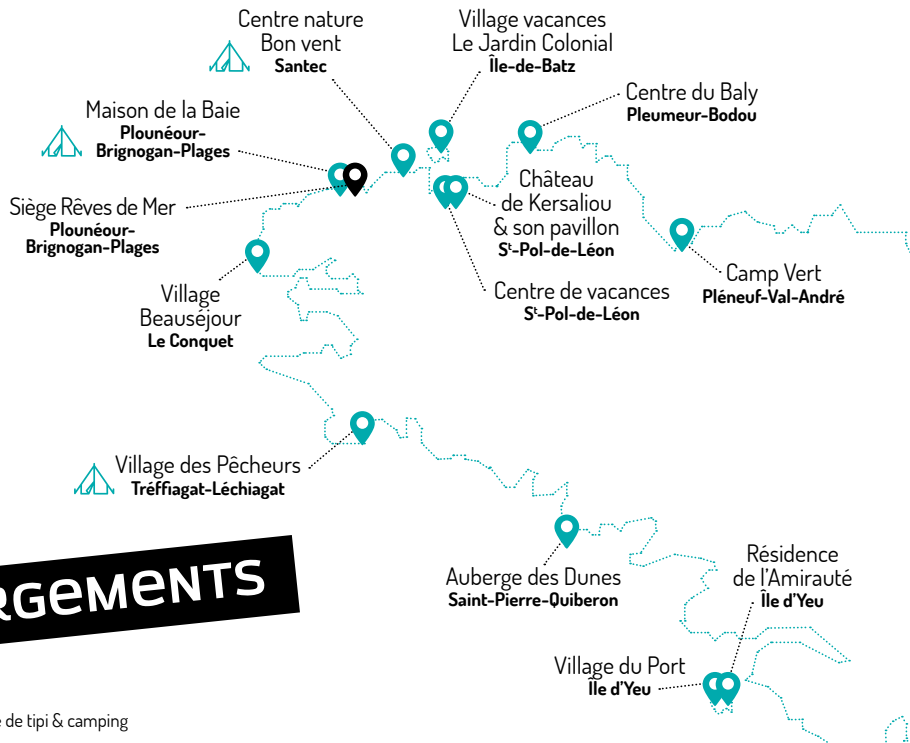 Centre nature
Bon vent
Santec
Village vacances
Le Jardin Colonial
Île-de-Batz
Centre du Baly
Pleumeur-Bodou
Maison de la Baie
Plounéour-
Brignogan-Plages
Siège Rêves de Mer
Plounéour-
Brignogan-Plages
Château
de Kersaliou
& son pavillon
St-Pol-de-Léon
Village
Beauséjour
Le Conquet
Centre de vacances
St-Pol-de-Léon
Camp Vert
Pléneuf-Val-André
Village des Pêcheurs
Tréffiagat-Léchiagat
Auberge des Dunes
Saint-Pierre-Quiberon
Résidence
de l'Amirauté
Île d'Yeu
Village du Port
Île d'Yeu
RGEMENTS
de tipi & camping